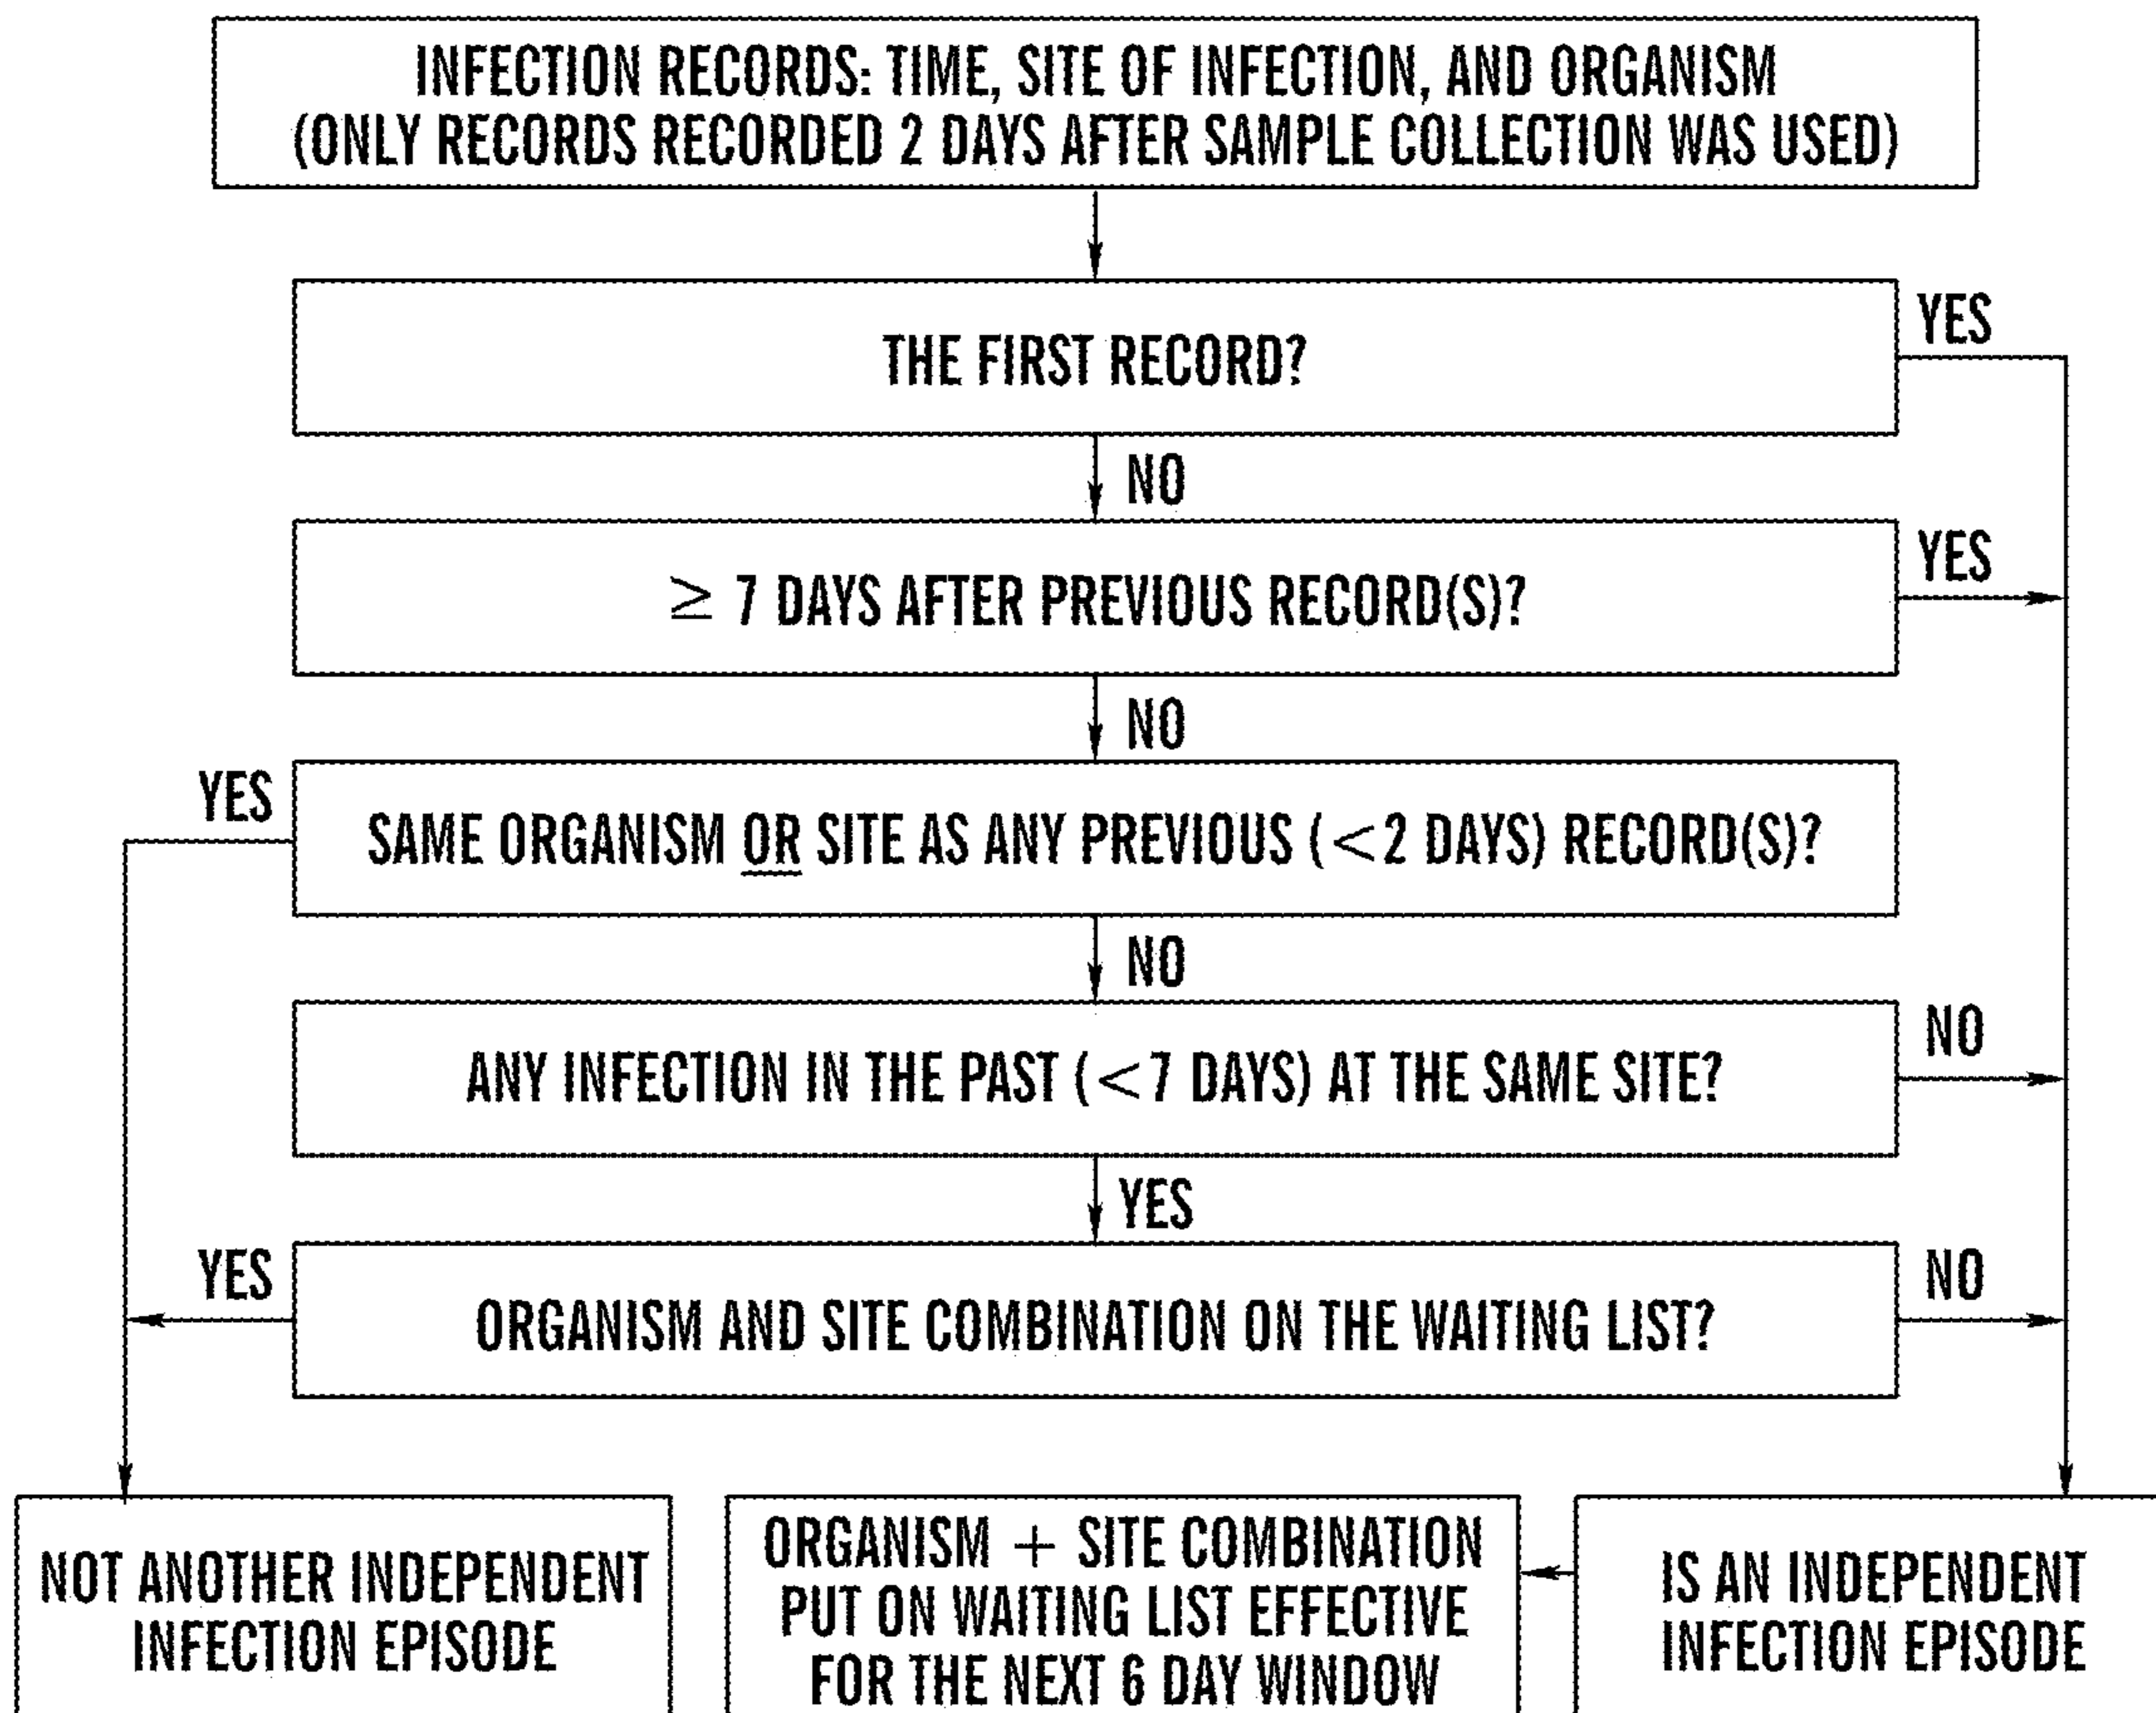 INFECTION RECORDS: TIME, SITE OF INFECTION, AND ORGANISM
(ONLY RECORDS RECORDED 2 DAYS AFTER SAMPLE COLLECTION WAS USED)
THE FIRST RECORD?
YES
NO
≥ 7 DAYS AFTER PREVIOUS RECORD(S)?
YES
NO
YES
SAME ORGANISM OR SITE AS ANY PREVIOUS (<2 DAYS) RECORD(S)?
NO
ANY INFECTION IN THE PAST (<7 DAYS) AT THE SAME SITE?
NO
YES
YES
ORGANISM AND SITE COMBINATION ON THE WAITING LIST?
NO
NOT ANOTHER INDEPENDENT
INFECTION EPISODE
ORGANISM + SITE COMBINATION
PUT ON WAITING LIST EFFECTIVE
FOR THE NEXT 6 DAY WINDOW
IS AN INDEPENDENT
INFECTION EPISODE